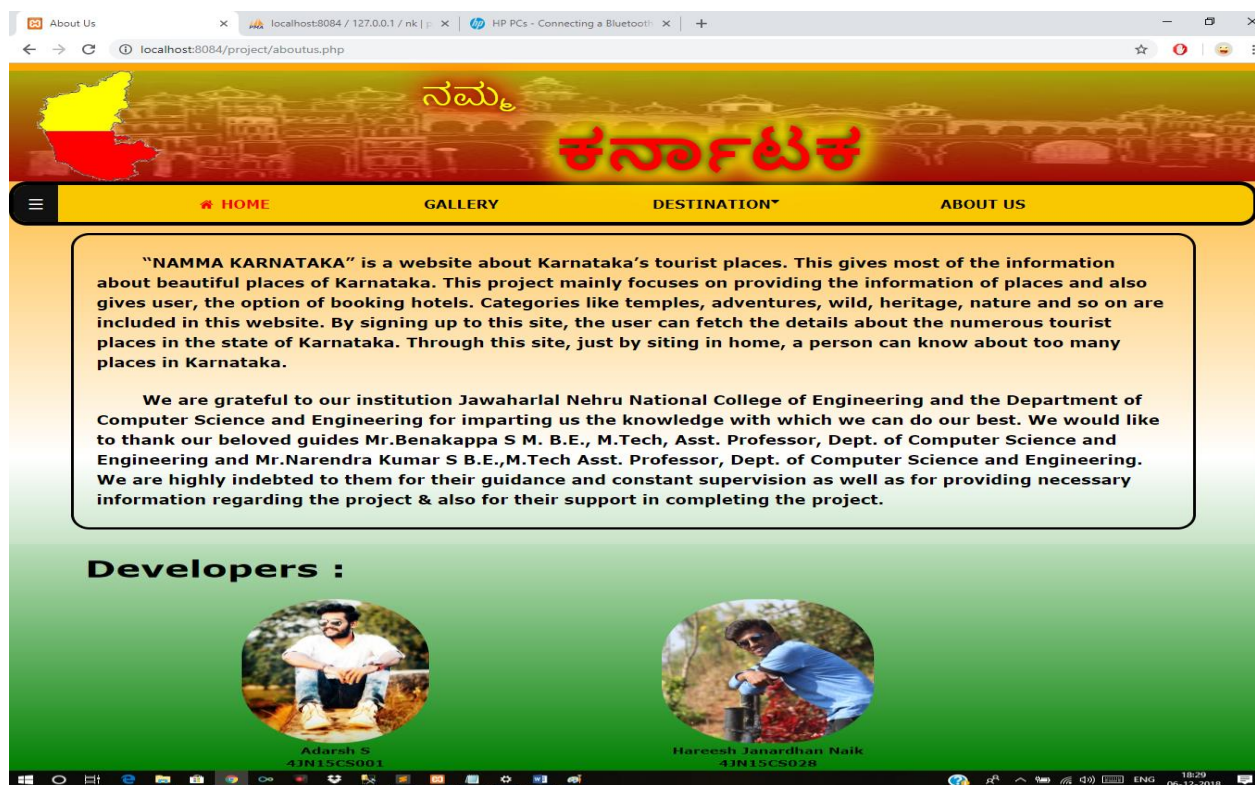 About Us
localhost:8084 / 127.0.0.1 / nk | p
HP PCs - Connecting a Bluetooth
localhost:8084/project/aboutus.php
ನಮ್ಮ
ಕರ್ನಾಟಕ
HOME GALLERY DESTINATION ABOUT US
“NAMMA KARNATAKA” is a website about Karnataka’s tourist places. This gives most of the information
about beautiful places of Karnataka. This project mainly focuses on providing the information of places and also
gives user, the option of booking hotels. Categories like temples, adventures, wild, heritage, nature and so on are
included in this website. By signing up to this site, the user can fetch the details about the numerous tourist
places in the state of Karnataka. Through this site, just by siting in home, a person can know about too many
places in Karnataka.
We are grateful to our institution Jawaharlal Nehru National College of Engineering and the Department of
Computer Science and Engineering for imparting us the knowledge with which we can do our best. We would like
to thank our beloved guides Mr.Benakappa S M. B.E., M.Tech, Asst. Professor, Dept. of Computer Science and
Engineering and Mr.Narendra Kumar S B.E.,M.Tech Asst. Professor, Dept. of Computer Science and Engineering.
We are highly indebted to them for their guidance and constant supervision as well as for providing necessary
information regarding the project & also for their support in completing the project.
Developers :
Adarsh S
4JN15CS001
Hareesh Janardhan Naik
4JN15CS028
ENG
18:29
06-12-2018